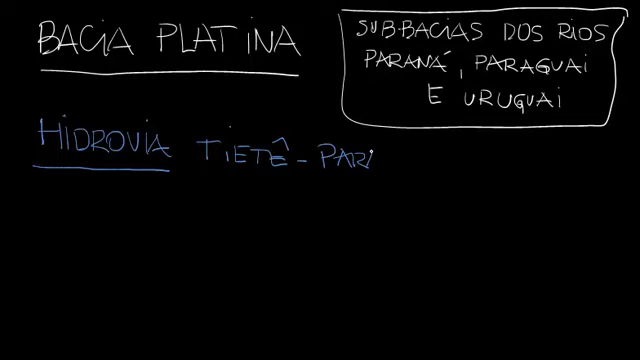 BACIA PLATINA
SUB-BACIAS DOS RIOS
PARANÁ, PARAGUAI
E URUGUAI
HIDROVIA TIETÊ - PAR